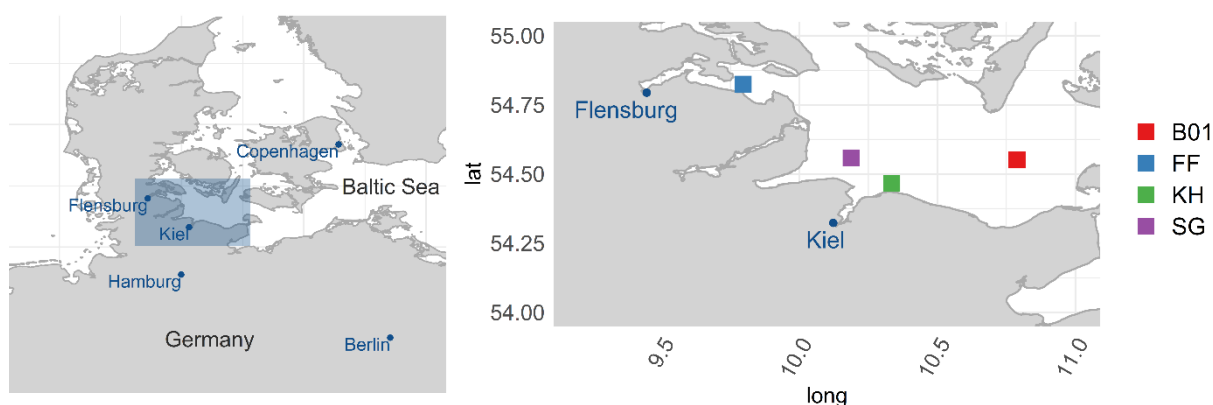 Copenhagen
Baltic Sea
Flensburg
Kiel
Hamburg
Germany
Berlin
lat
55.00
54.75
54.50
54.25
54.00
Flensburg
Kiel
9.5
10.0
10.5
11.0
long
B01
FF
KH
SG